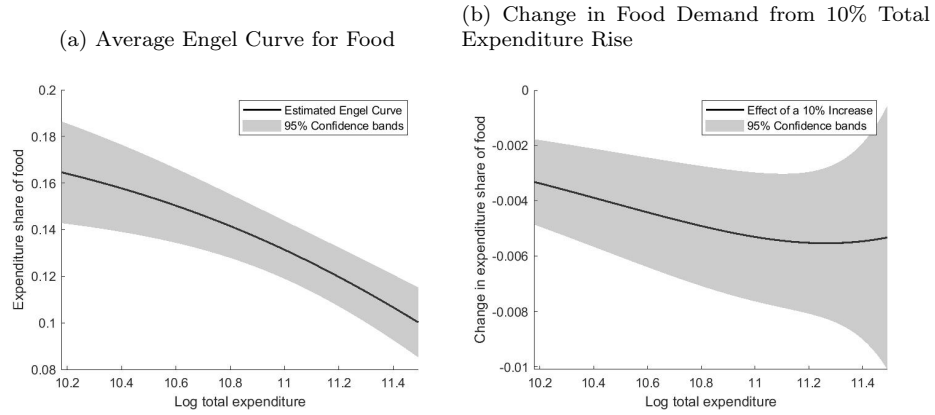 (a) Average Engel Curve for Food
0.2
0.18
0.16
0.14
0.12
0.1
0.08
Expenditure share of food
Estimated Engel Curve
95% Confidence bands
10.2 10.4 10.6 10.8 11 11.2 11.4
Log total expenditure
(b) Change in Food Demand from 10% Total
Expenditure Rise
0
-0.002
-0.004
-0.006
-0.008
-0.01
Change in expenditure share of food
Effect of a 10% Increase
95% Confidence bands
10.2 10.4 10.6 10.8 11 11.2 11.4
Log total expenditure